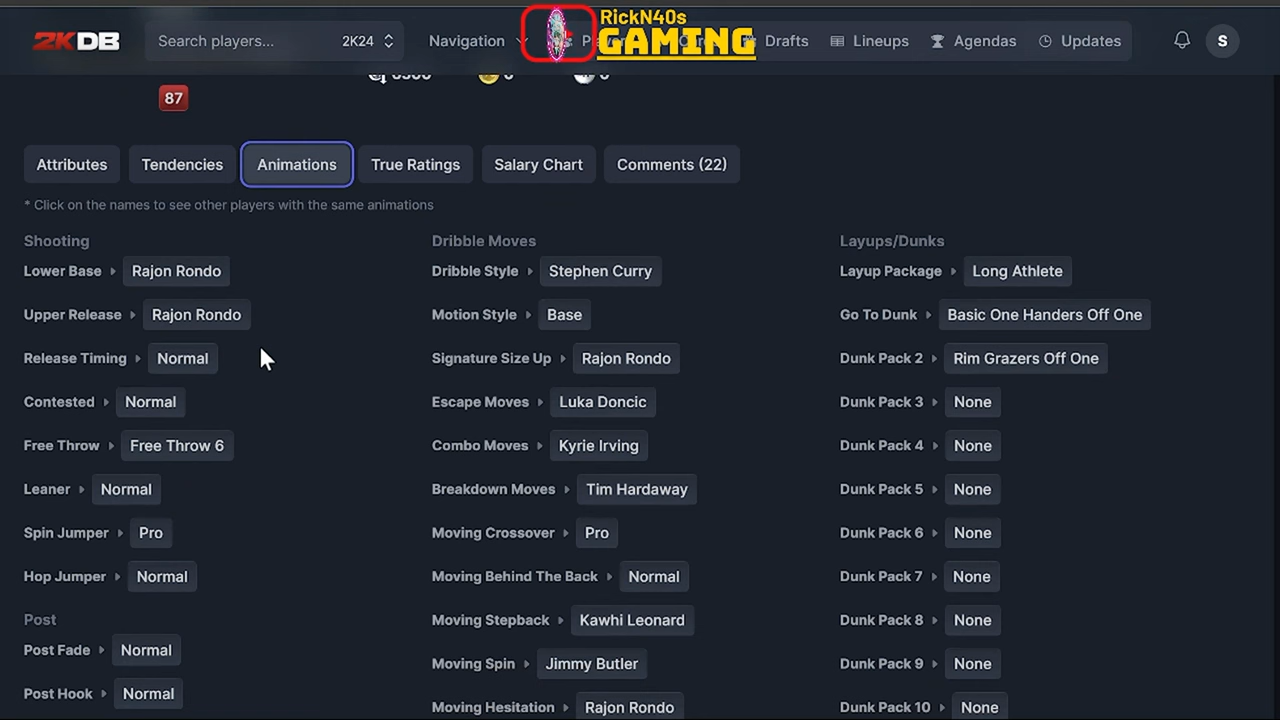 RickN40s
GAMING
2KDB
Search players...
2K24
Navigation
Drafts
Lineups
Agendas
Updates
S
87
Attributes
Tendencies
Animations
True Ratings
Salary Chart
Comments (22)
* Click on the names to see other players with the same animations
Shooting
Lower Base Rajon Rondo
Upper Release Rajon Rondo
Release Timing Normal
Contested Normal
Free Throw Free Throw 6
Leaner Normal
Spin Jumper Pro
Hop Jumper Normal
Post
Post Fade Normal
Post Hook Normal
Dribble Moves
Dribble Style Stephen Curry
Motion Style Base
Signature Size Up Rajon Rondo
Escape Moves Luka Doncic
Combo Moves Kyrie Irving
Breakdown Moves Tim Hardaway
Moving Crossover Pro
Moving Behind The Back Normal
Moving Stepback Kawhi Leonard
Moving Spin Jimmy Butler
Moving Hesitation Rajon Rondo
Layups/Dunks
Layup Package Long Athlete
Go To Dunk Basic One Handers Off One
Dunk Pack 2 Rim Grazers Off One
Dunk Pack 3 None
Dunk Pack 4 None
Dunk Pack 5 None
Dunk Pack 6 None
Dunk Pack 7 None
Dunk Pack 8 None
Dunk Pack 9 None
Dunk Pack 10 None